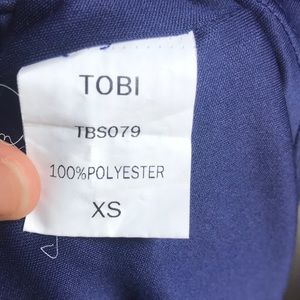 TOBI
TBS079
100%POLYESTER
XS